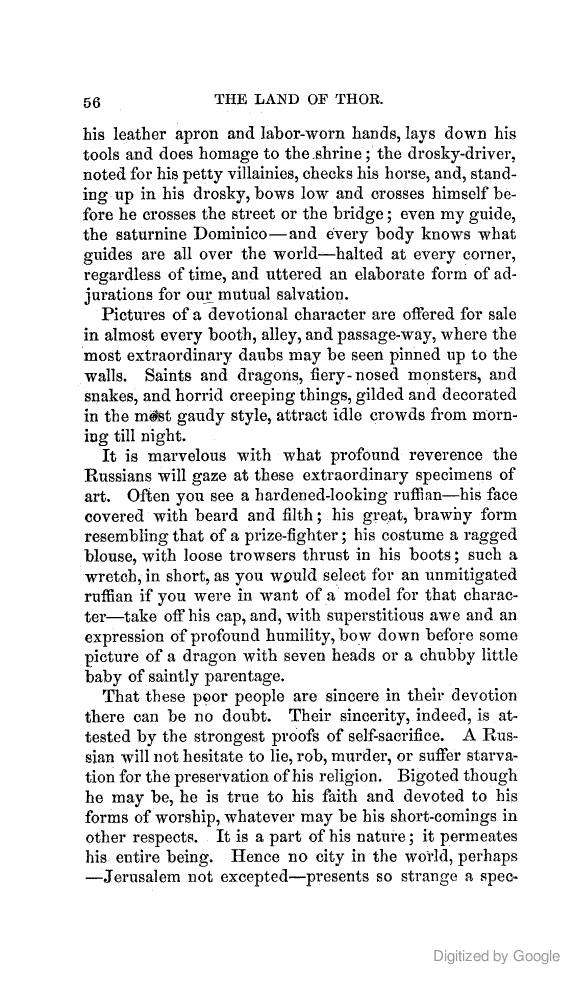 56 THE LAND OF THOR.
his leather apron and labor-worn hands, lays down his
tools and does homage to the shrine; the drosky-driver,
noted for his petty villainies, checks his horse, and, stand-
ing up in his drosky, bows low and crosses himself be-
fore he crosses the street or the bridge; even my guide,
the saturnine Dominico—and every body knows what
guides are all over the world—halted at every corner,
regardless of time, and uttered an elaborate form of ad-
jurations for our mutual salvation.
Pictures of a devotional character are offered for sale
in almost every booth, alley, and passage-way, where the
most extraordinary daubs may be seen pinned up to the
walls. Saints and dragons, fiery-nosed monsters, and
snakes, and horrid creeping things, gilded and decorated
in the most gaudy style, attract idle crowds from morn-
ing till night.
It is marvelous with what profound reverence the
Russians will gaze at these extraordinary specimens of
art. Often you see a hardened-looking ruffian—his face
covered with beard and filth; his great, brawny form
resembling that of a prize-fighter; his costume a ragged
blouse, with loose trowsers thrust in his boots; such a
wretch, in short, as you would select for an unmitigated
ruffian if you were in want of a model for that charac-
ter—take off his cap, and, with superstitious awe and an
expression of profound humility, bow down before some
picture of a dragon with seven heads or a chubby little
baby of saintly parentage.
That these poor people are sincere in their devotion
there can be no doubt. Their sincerity, indeed, is at-
tested by the strongest proofs of self-sacrifice. A Rus-
sian will not hesitate to lie, rob, murder, or suffer starva-
tion for the preservation of his religion. Bigoted though
he may be, he is true to his faith and devoted to his
forms of worship, whatever may be his short-comings in
other respects. It is a part of his nature; it permeates
his entire being. Hence no city in the world, perhaps
—Jerusalem not excepted—presents so strange a spec-
Digitized by Google